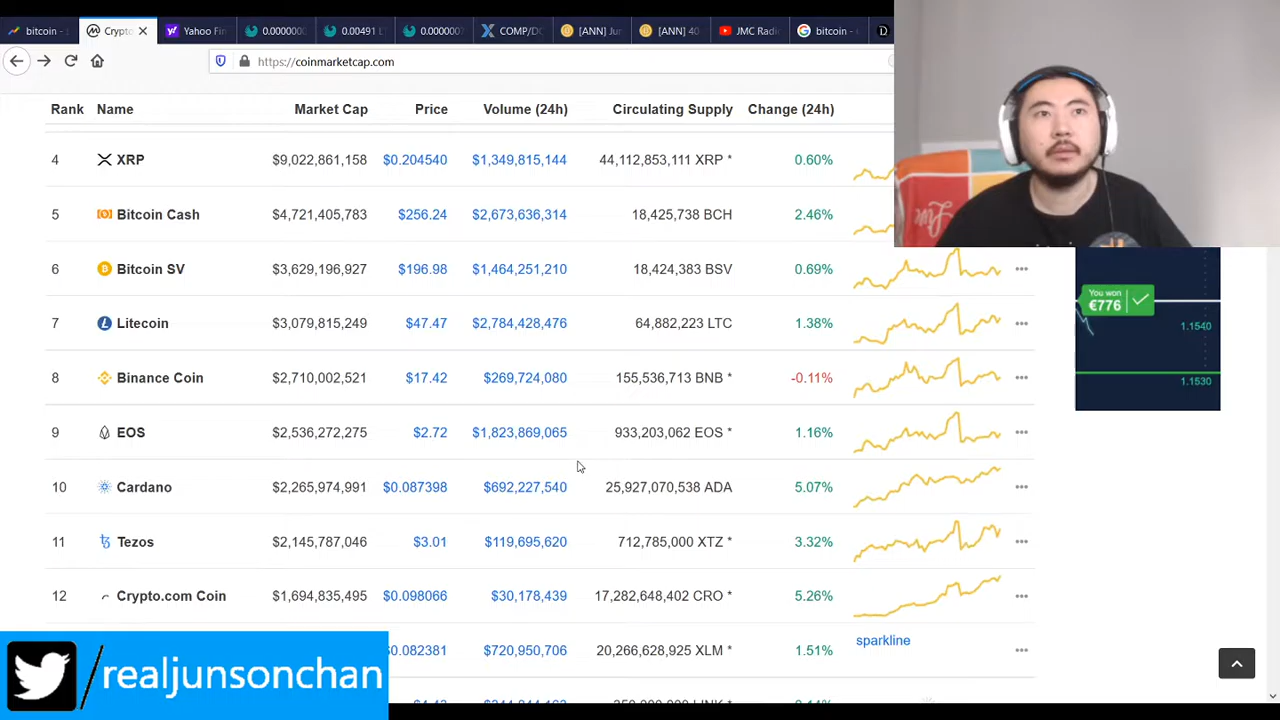 bitcoin -
Crypto
Yahoo Fin
0.0000000
0.00491 L
0.0000007
COMP/DO
[ANN] Jun
[ANN] 40
JMC Radi
bitcoin -
https://coinmarketcap.com
Rank Name Market Cap Price Volume (24h) Circulating Supply Change (24h)
4 XRP $9,022,861,158 $0.204540 $1,349,815,144 44,112,853,111 XRP * 0.60%
5 Bitcoin Cash $4,721,405,783 $256.24 $2,673,636,314 18,425,738 BCH 2.46%
6 Bitcoin SV $3,629,196,927 $196.98 $1,464,251,210 18,424,383 BSV 0.69%
7 Litecoin $3,079,815,249 $47.47 $2,784,428,476 64,882,223 LTC 1.38%
8 Binance Coin $2,710,002,521 $17.42 $269,724,080 155,536,713 BNB * -0.11%
9 EOS $2,536,272,275 $2.72 $1,823,869,065 933,203,062 EOS * 1.16%
10 Cardano $2,265,974,991 $0.087398 $692,227,540 25,927,070,538 ADA 5.07%
11 Tezos $2,145,787,046 $3.01 $119,695,620 712,785,000 XTZ * 3.32%
12 Crypto.com Coin $1,694,835,495 $0.098066 $30,178,439 17,282,648,402 CRO * 5.26%
0.082381 $720,950,706 20,266,628,925 XLM * 1.51% sparkline
You won
€776
1.1540
1.1530
/realjunsonchan